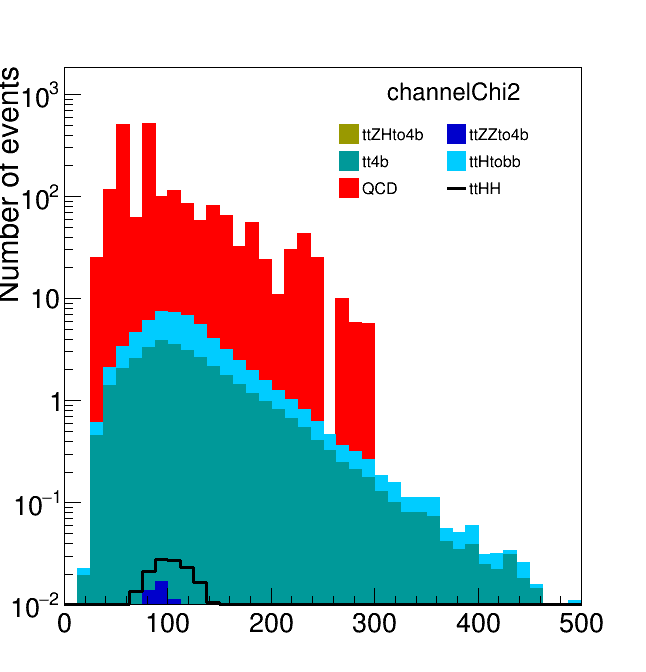 channelChi2
ttZHto4b ttZZto4b
tt4b ttHtobb
QCD ttHH
Number of events
10³
10²
10
1
10⁻¹
10⁻²
0 100 200 300 400 500